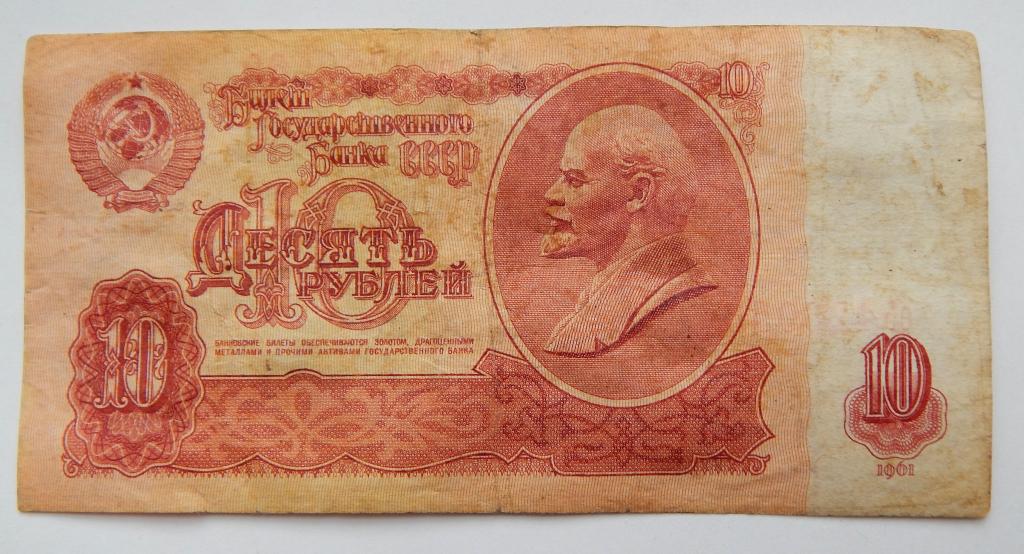 Билет
Государственного
Банка СССР
10
10
Десять
рублей
БАНКОВСКИЕ БИЛЕТЫ ОБЕСПЕЧИВАЮТСЯ ЗОЛОТОМ, ДРАГОЦЕННЫМИ
МЕТАЛЛАМИ И ПРОЧИМИ АКТИВАМИ ГОСУДАРСТВЕННОГО БАНКА
10
10
1961